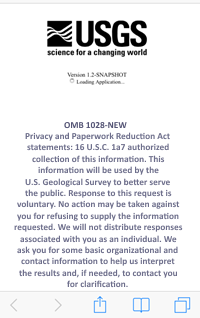 USGS
science for a changing world
Version 1.2-SNAPSHOT
Loading Application...
OMB 1028-NEW
Privacy and Paperwork Reduction Act
statements: 16 U.S.C. 1a7 authorized
collection of this information. This
information will be used by the
U.S. Geological Survey to better serve
the public. Response to this request is
voluntary. No action may be taken against
you for refusing to supply the information
requested. We will not distribute responses
associated with you as an individual. We
ask you for some basic organizational and
contact information to help us interpret
the results and, if needed, to contact you
for clarification.